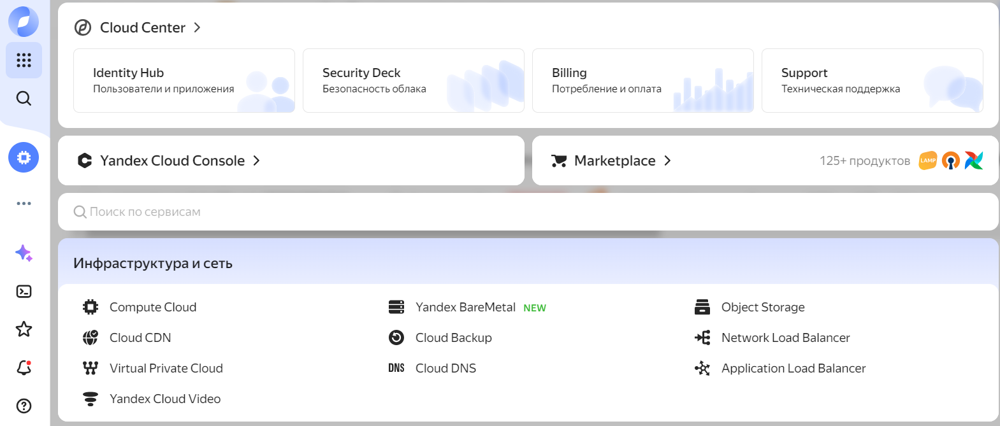 Cloud Center
Identity Hub
Пользователи и приложения
Security Deck
Безопасность облака
Billing
Потребление и оплата
Support
Техническая поддержка
Yandex Cloud Console
Marketplace
125+ продуктов
LAMP
Поиск по сервисам
Инфраструктура и сеть
Compute Cloud
Yandex BareMetal NEW
Object Storage
Cloud CDN
Cloud Backup
Network Load Balancer
Virtual Private Cloud
DNS Cloud DNS
Application Load Balancer
Yandex Cloud Video